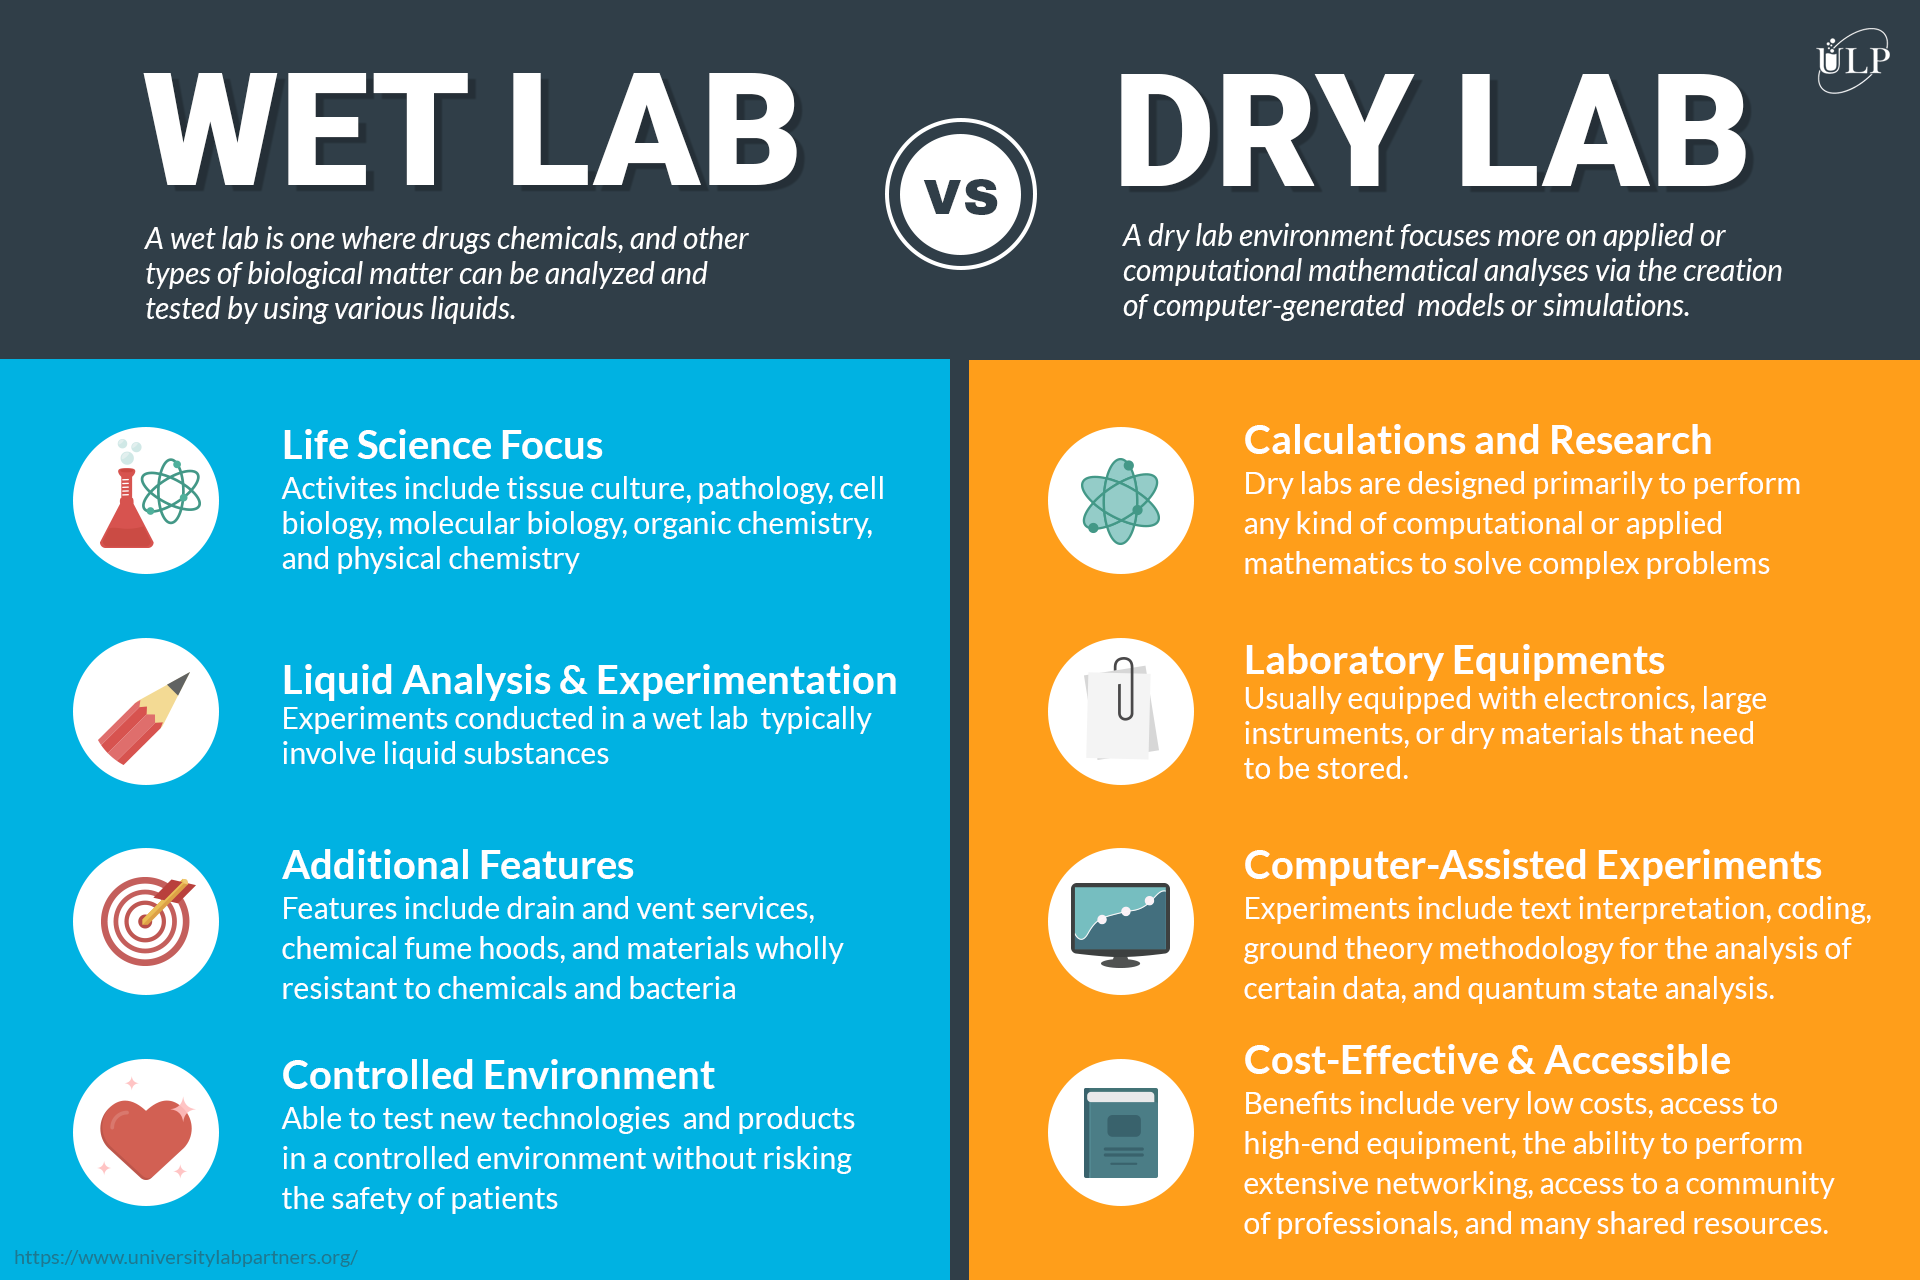 WET LAB
A wet lab is one where drugs chemicals, and other
types of biological matter can be analyzed and
tested by using various liquids.
VS
DRY LAB
A dry lab environment focuses more on applied or
computational mathematical analyses via the creation
of computer-generated  models or simulations.
ULP
Life Science Focus
Activites include tissue culture, pathology, cell
biology, molecular biology, organic chemistry,
and physical chemistry
Liquid Analysis & Experimentation
Experiments conducted in a wet lab  typically
involve liquid substances
Additional Features
Features include drain and vent services,
chemical fume hoods, and materials wholly
resistant to chemicals and bacteria
Controlled Environment
Able to test new technologies  and products
in a controlled environment without risking
the safety of patients
https://www.universitylabpartners.org/
Calculations and Research
Dry labs are designed primarily to perform
any kind of computational or applied
mathematics to solve complex problems
Laboratory Equipments
Usually equipped with electronics, large
instruments, or dry materials that need
to be stored.
Computer-Assisted Experiments
Experiments include text interpretation, coding,
ground theory methodology for the analysis of
certain data, and quantum state analysis.
Cost-Effective & Accessible
Benefits include very low costs, access to
high-end equipment, the ability to perform
extensive networking, access to a community
of professionals, and many shared resources.